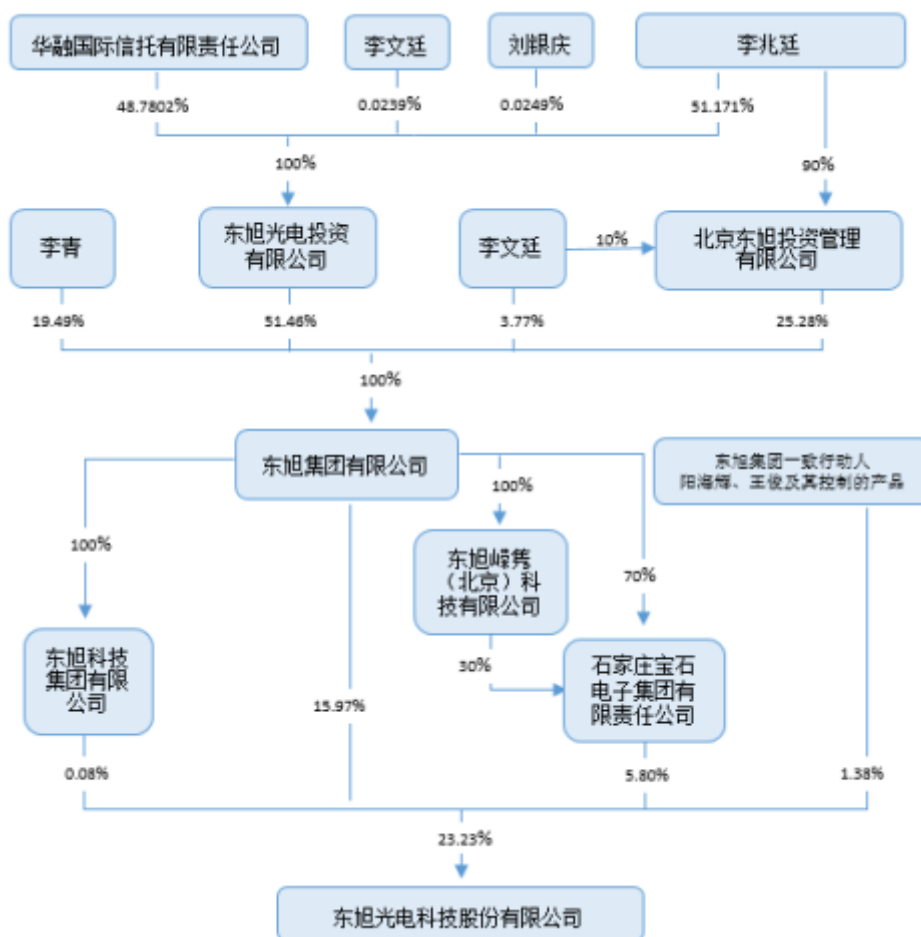 华融国际信托有限责任公司
李文廷
刘银庆
李兆廷
48.7802%
0.0239%
0.0249%
51.171%
100%
90%
李青
东旭光电投资
有限公司
李文廷
10%
北京东旭投资管理
有限公司
19.49%
51.46%
3.77%
25.28%
100%
东旭集团有限公司
东旭集团一致行动人
阳海辉、王俊及其控制的产品
100%
100%
东旭峰隽
（北京）科
技有限公司
70%
东旭科技
集团有限
公司
30%
石家庄宝石
电子集团有
限责任公司
15.97%
0.08%
5.80%
1.38%
23.23%
东旭光电科技股份有限公司